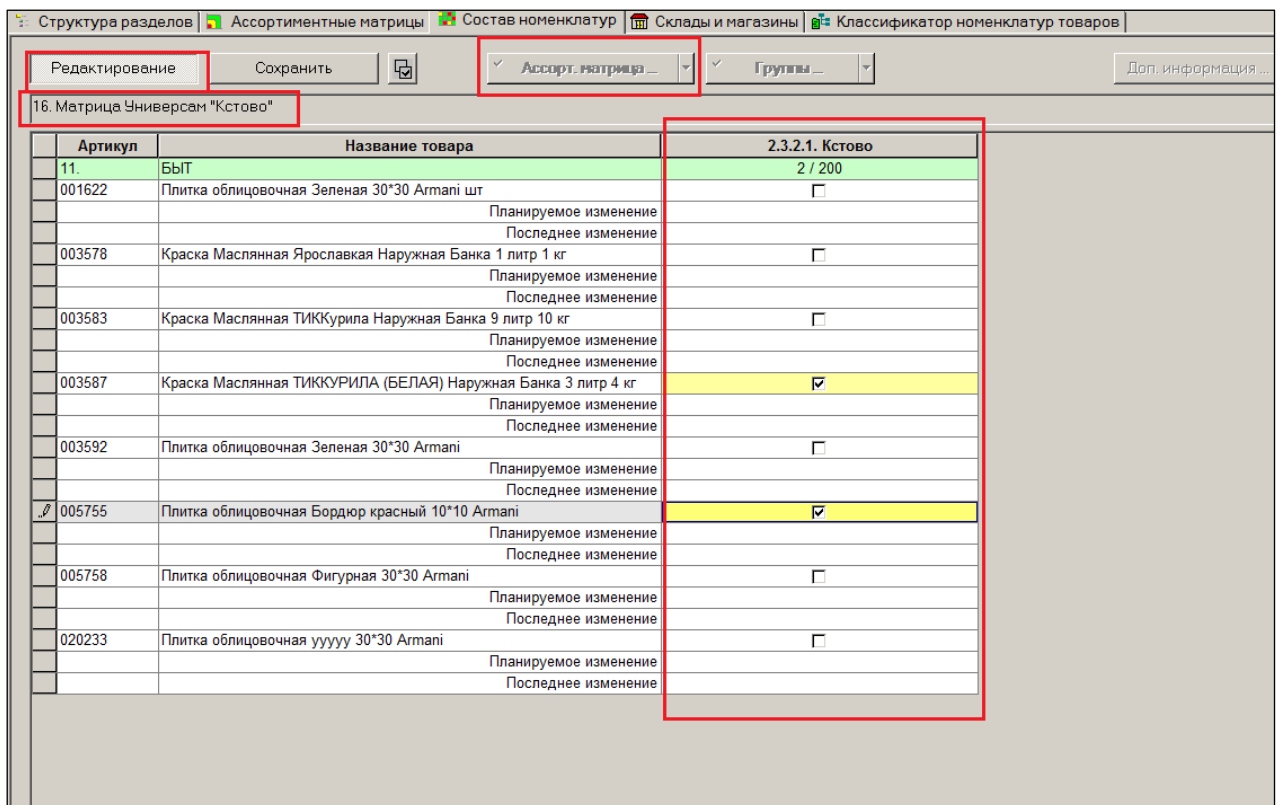 Структура разделов Ассортиментные матрицы Состав номенклатур Склады и магазины Классификатор номенклатур товаров
Редактирование Сохранить Ассорт. матрица ... Группы ... Доп. информация ...
16. Матрица Универсам "Кстово"
Артикул Название товара 2.3.2.1. Кстово
11. БЫТ 2 / 200
001622 Плитка облицовочная Зеленая 30*30 Armani шт
Планируемое изменение
Последнее изменение
003578 Краска Маслянная Ярославкая Наружная Банка 1 литр 1 кг
Планируемое изменение
Последнее изменение
003583 Краска Маслянная ТИККурила Наружная Банка 9 литр 10 кг
Планируемое изменение
Последнее изменение
003587 Краска Маслянная ТИККУРИЛА (БЕЛАЯ) Наружная Банка 3 литр 4 кг
Планируемое изменение
Последнее изменение
003592 Плитка облицовочная Зеленая 30*30 Armani
Планируемое изменение
Последнее изменение
005755 Плитка облицовочная Бордюр красный 10*10 Armani
Планируемое изменение
Последнее изменение
005758 Плитка облицовочная Фигурная 30*30 Armani
Планируемое изменение
Последнее изменение
020233 Плитка облицовочная ууууу 30*30 Armani
Планируемое изменение
Последнее изменение